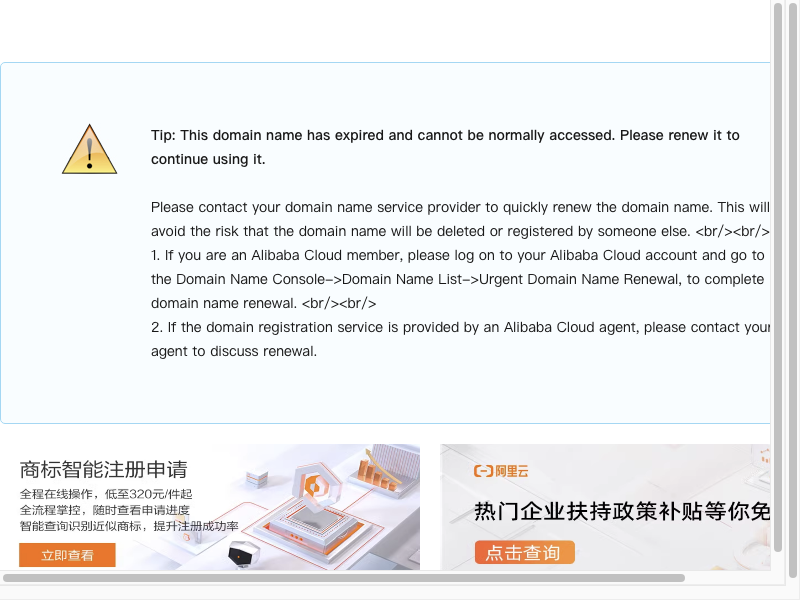 Tip: This domain name has expired and cannot be normally accessed. Please renew it to
continue using it.
Please contact your domain name service provider to quickly renew the domain name. This will
avoid the risk that the domain name will be deleted or registered by someone else. <br/><br/>
1. If you are an Alibaba Cloud member, please log on to your Alibaba Cloud account and go to
the Domain Name Console–>Domain Name List–>Urgent Domain Name Renewal, to complete
domain name renewal. <br/><br/>
2. If the domain registration service is provided by an Alibaba Cloud agent, please contact your
agent to discuss renewal.
商标智能注册申请
全程在线操作，低至320元/件起
全流程掌控，随时查看申请进度
智能查询识别近似商标，提升注册成功率
立即查看
阿里云
热门企业扶持政策补贴等你免
点击查询